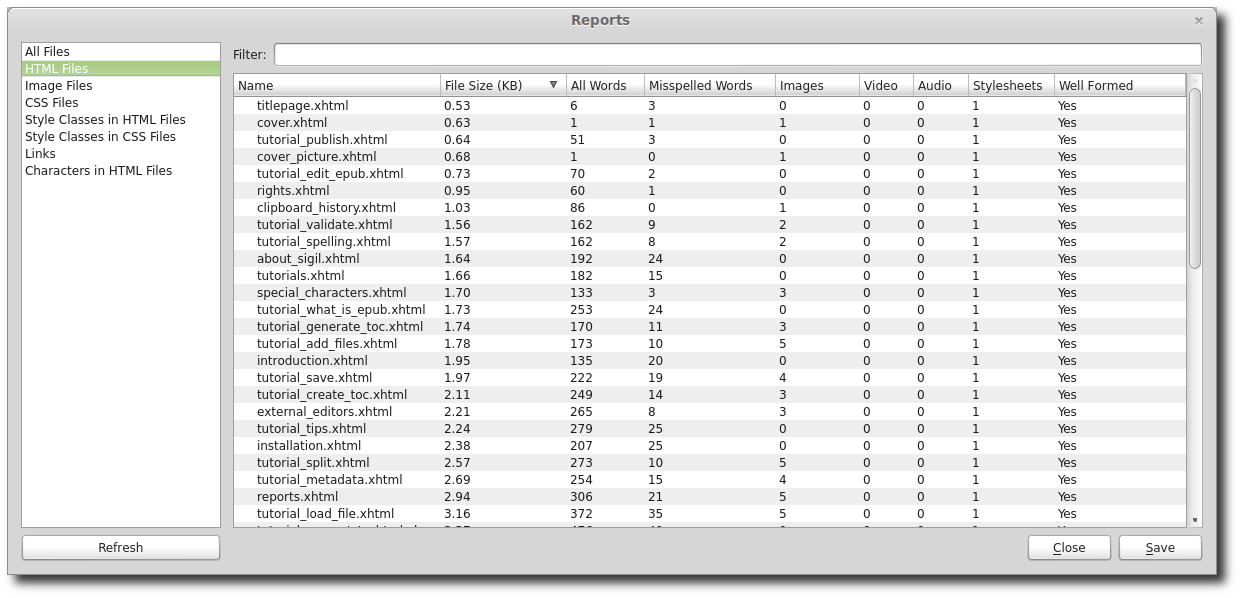 Reports
All Files
HTML Files
Image Files
CSS Files
Style Classes in HTML Files
Style Classes in CSS Files
Links
Characters in HTML Files
Refresh
Filter:
Name File Size (KB) All Words Misspelled Words Images Video Audio Stylesheets Well Formed
titlepage.xhtml 0.53 6 3 0 0 0 1 Yes
cover.xhtml 0.63 1 1 1 0 0 1 Yes
tutorial_publish.xhtml 0.64 51 3 0 0 0 1 Yes
cover_picture.xhtml 0.68 1 0 1 0 0 1 Yes
tutorial_edit_epub.xhtml 0.73 70 2 0 0 0 1 Yes
rights.xhtml 0.95 60 1 0 0 0 1 Yes
clipboard_history.xhtml 1.03 86 0 1 0 0 1 Yes
tutorial_validate.xhtml 1.56 162 9 2 0 0 1 Yes
tutorial_spelling.xhtml 1.57 162 8 2 0 0 1 Yes
about_sigil.xhtml 1.64 192 24 0 0 0 1 Yes
tutorials.xhtml 1.66 182 15 0 0 0 1 Yes
special_characters.xhtml 1.70 133 3 3 0 0 1 Yes
tutorial_what_is_epub.xhtml 1.73 253 24 0 0 0 1 Yes
tutorial_generate_toc.xhtml 1.74 170 11 3 0 0 1 Yes
tutorial_add_files.xhtml 1.78 173 10 5 0 0 1 Yes
introduction.xhtml 1.95 135 20 0 0 0 1 Yes
tutorial_save.xhtml 1.97 222 19 4 0 0 1 Yes
tutorial_create_toc.xhtml 2.11 249 14 3 0 0 1 Yes
external_editors.xhtml 2.21 265 8 3 0 0 1 Yes
tutorial_tips.xhtml 2.24 279 25 0 0 0 1 Yes
installation.xhtml 2.38 207 25 0 0 0 1 Yes
tutorial_split.xhtml 2.57 273 10 5 0 0 1 Yes
tutorial_metadata.xhtml 2.69 254 15 4 0 0 1 Yes
reports.xhtml 2.94 306 21 5 0 0 1 Yes
tutorial_load_file.xhtml 3.16 372 35 5 0 0 1 Yes
Close Save